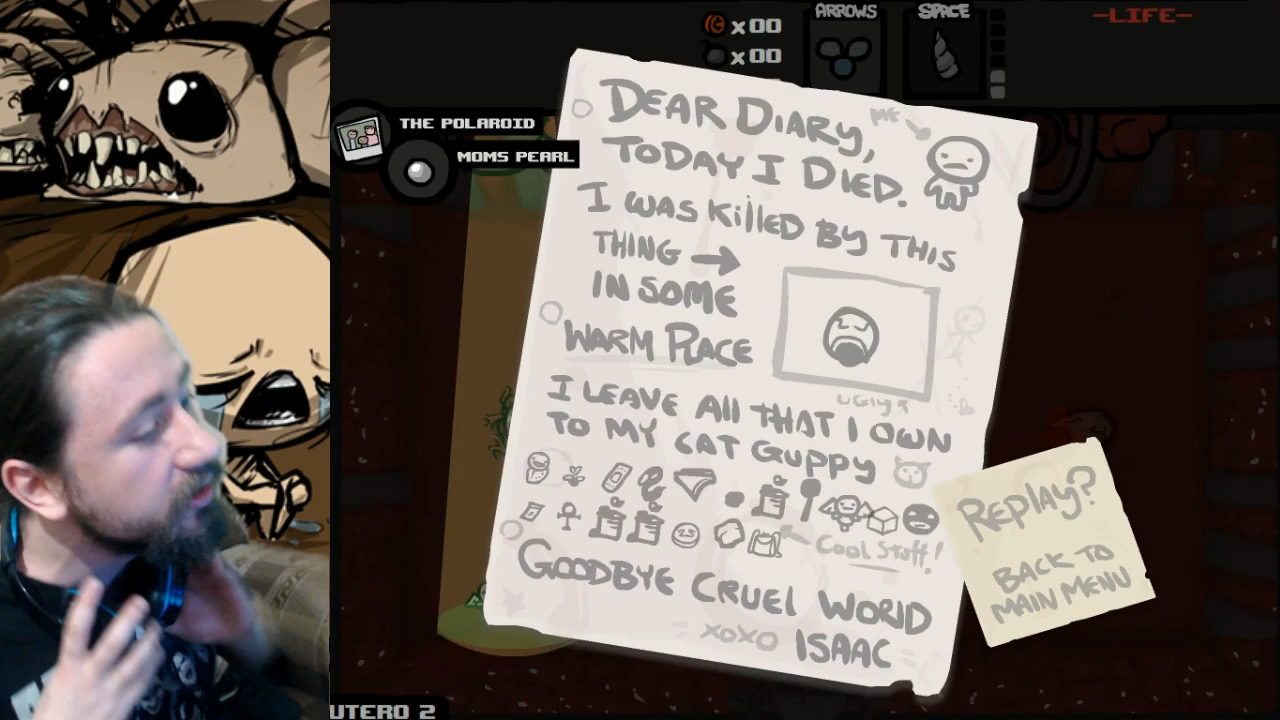 x00
ARROWS
SPACE
-LIFE-
x00
THE POLAROID
MOMS PEARL
DEAR DIARY,
ME
TODAY I DIED.
I WAS KILLED BY THIS
THING →
IN SOME
WARM PLACE
UGLY
I LEAVE ALL THAT I OWN
TO MY CAT GUPPY
COOL STUFF!
GOODBYE CRUEL WORLD
XOXO ISAAC
REPLAY?
BACK TO
MAIN MENU
UTERO 2